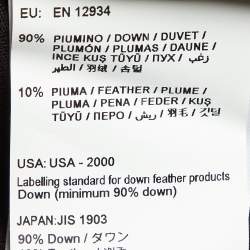 EU: EN 12934
90% PIUMINO / DOWN / DUVET /
PLUMÓN / PLUMAS / DAUNE /
INCE KUŞ TÜYÜ / ПУХ / زغب
الطير / 羽绒 / 솜털
10% PIUMA / FEATHER / PLUME /
PLUMA / PENA / FEDER / KUŞ
TÜYÜ / ПЕРО / ريش / 羽毛 / 깃털
USA: USA - 2000
Labelling standard for down feather products
Down (minimum 90% down)
JAPAN:JIS 1903
90% Down / ダウン